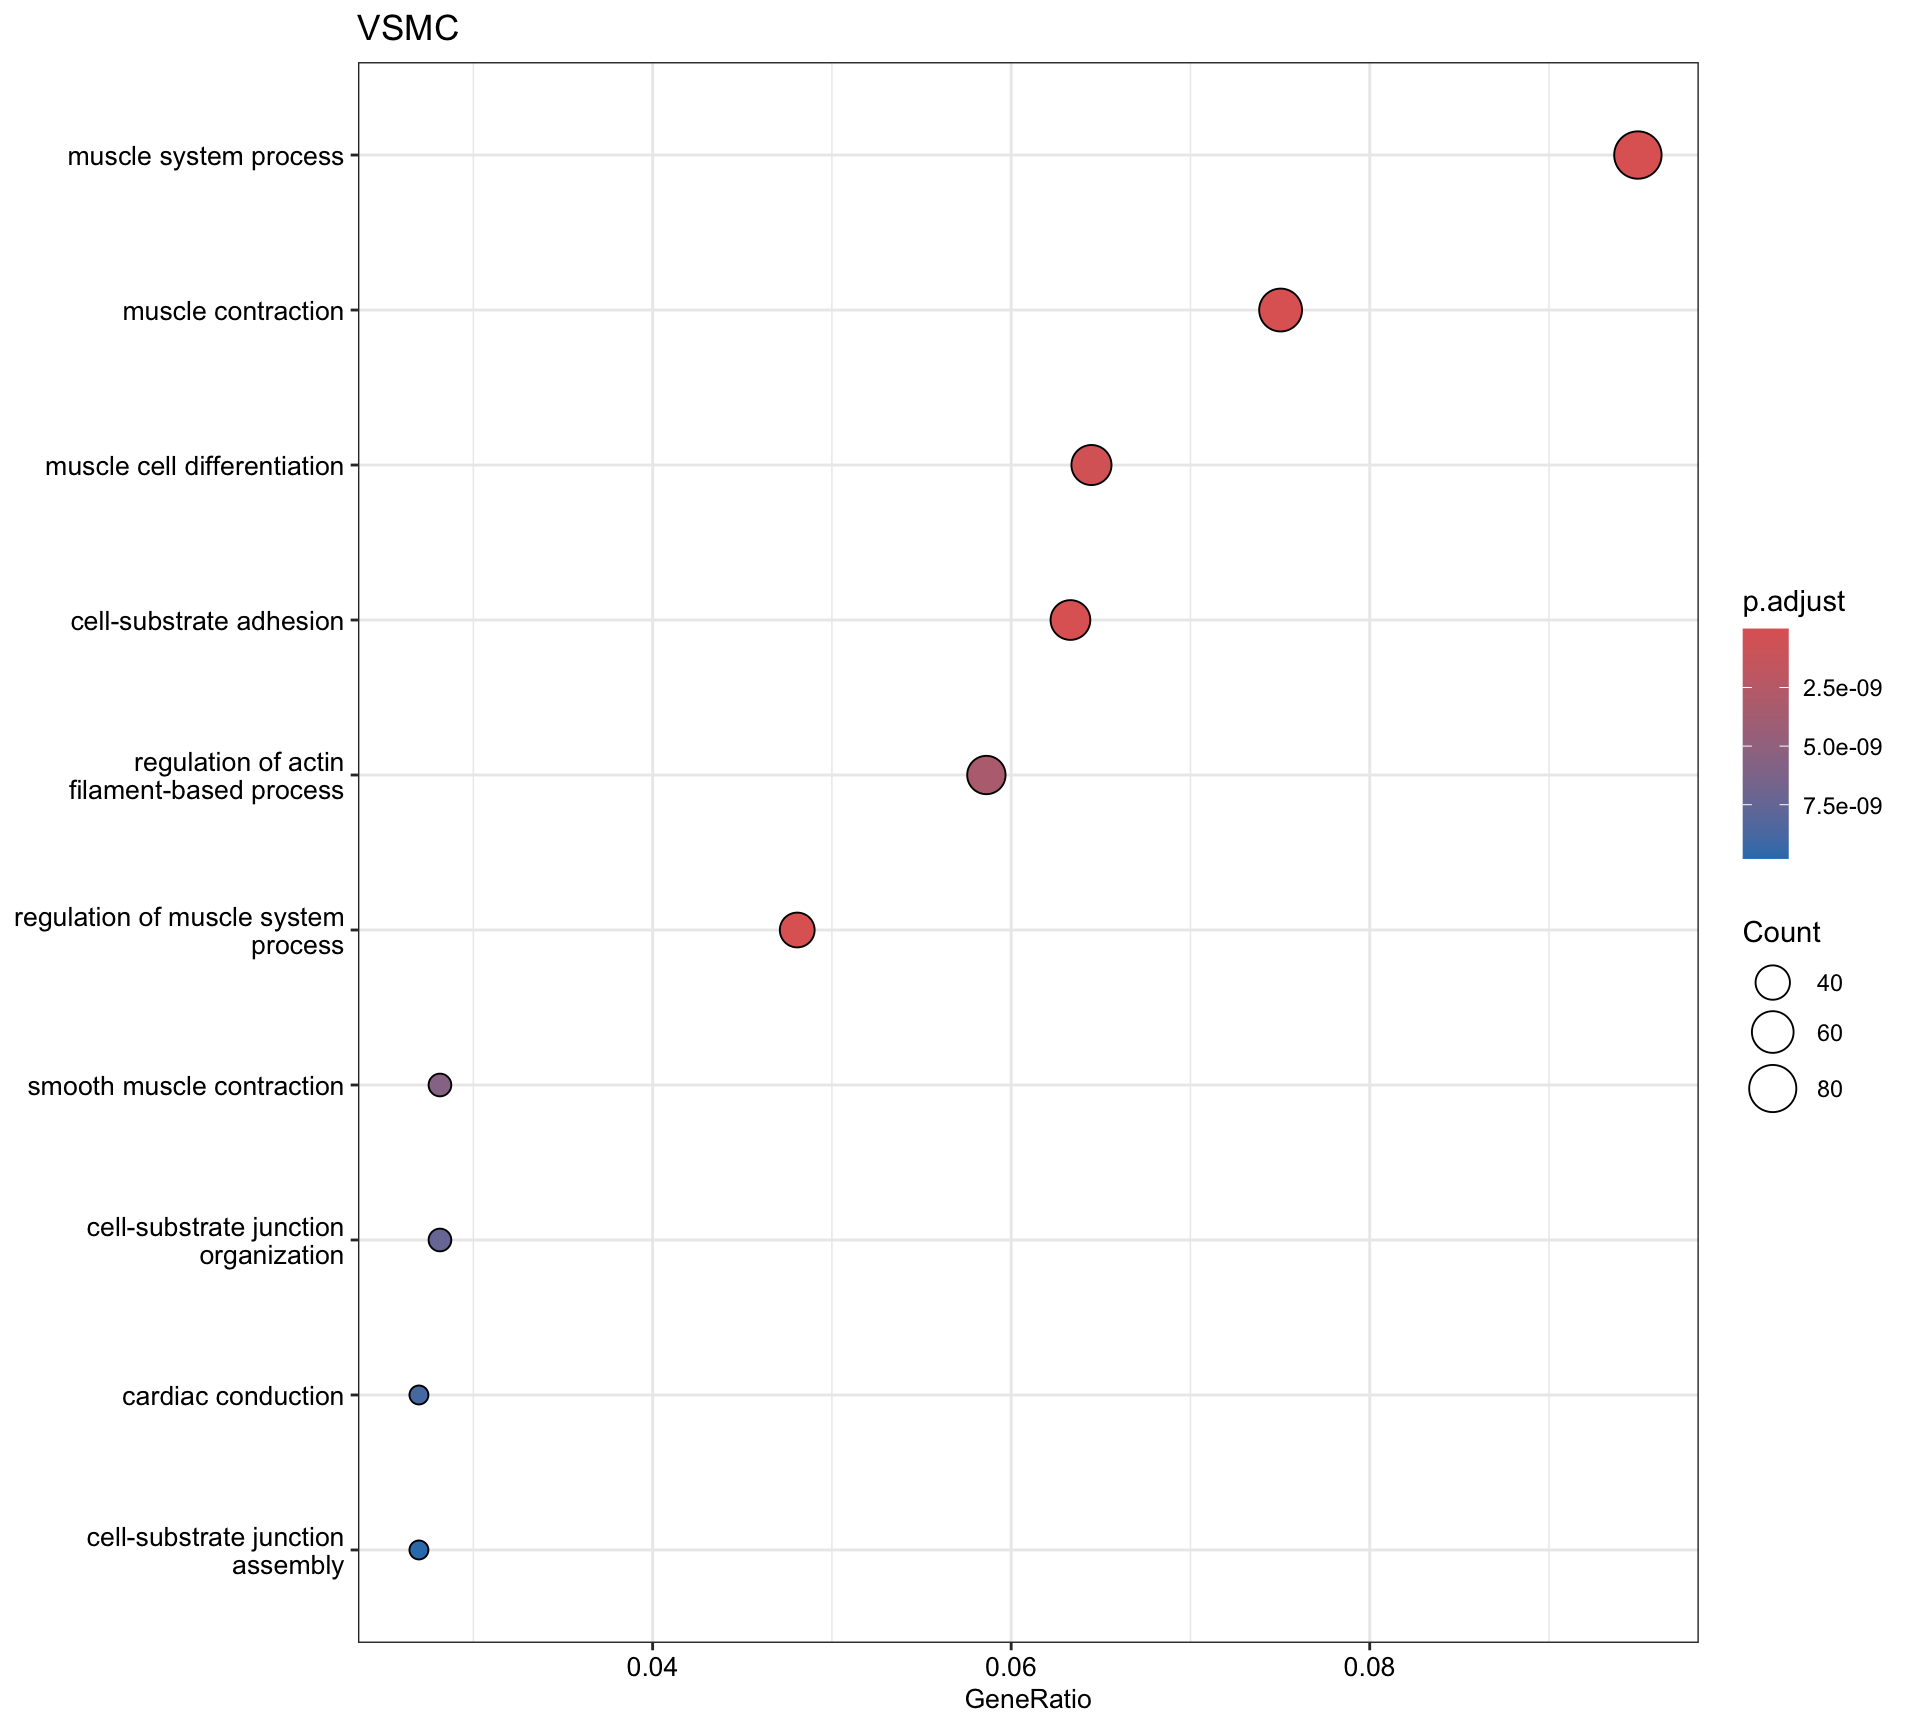 VSMC
muscle system process
muscle contraction
muscle cell differentiation
cell-substrate adhesion
regulation of actin
filament-based process
regulation of muscle system
process
smooth muscle contraction
cell-substrate junction
organization
cardiac conduction
cell-substrate junction
assembly
0.04
0.06
0.08
GeneRatio
p.adjust
2.5e-09
5.0e-09
7.5e-09
Count
40
60
80